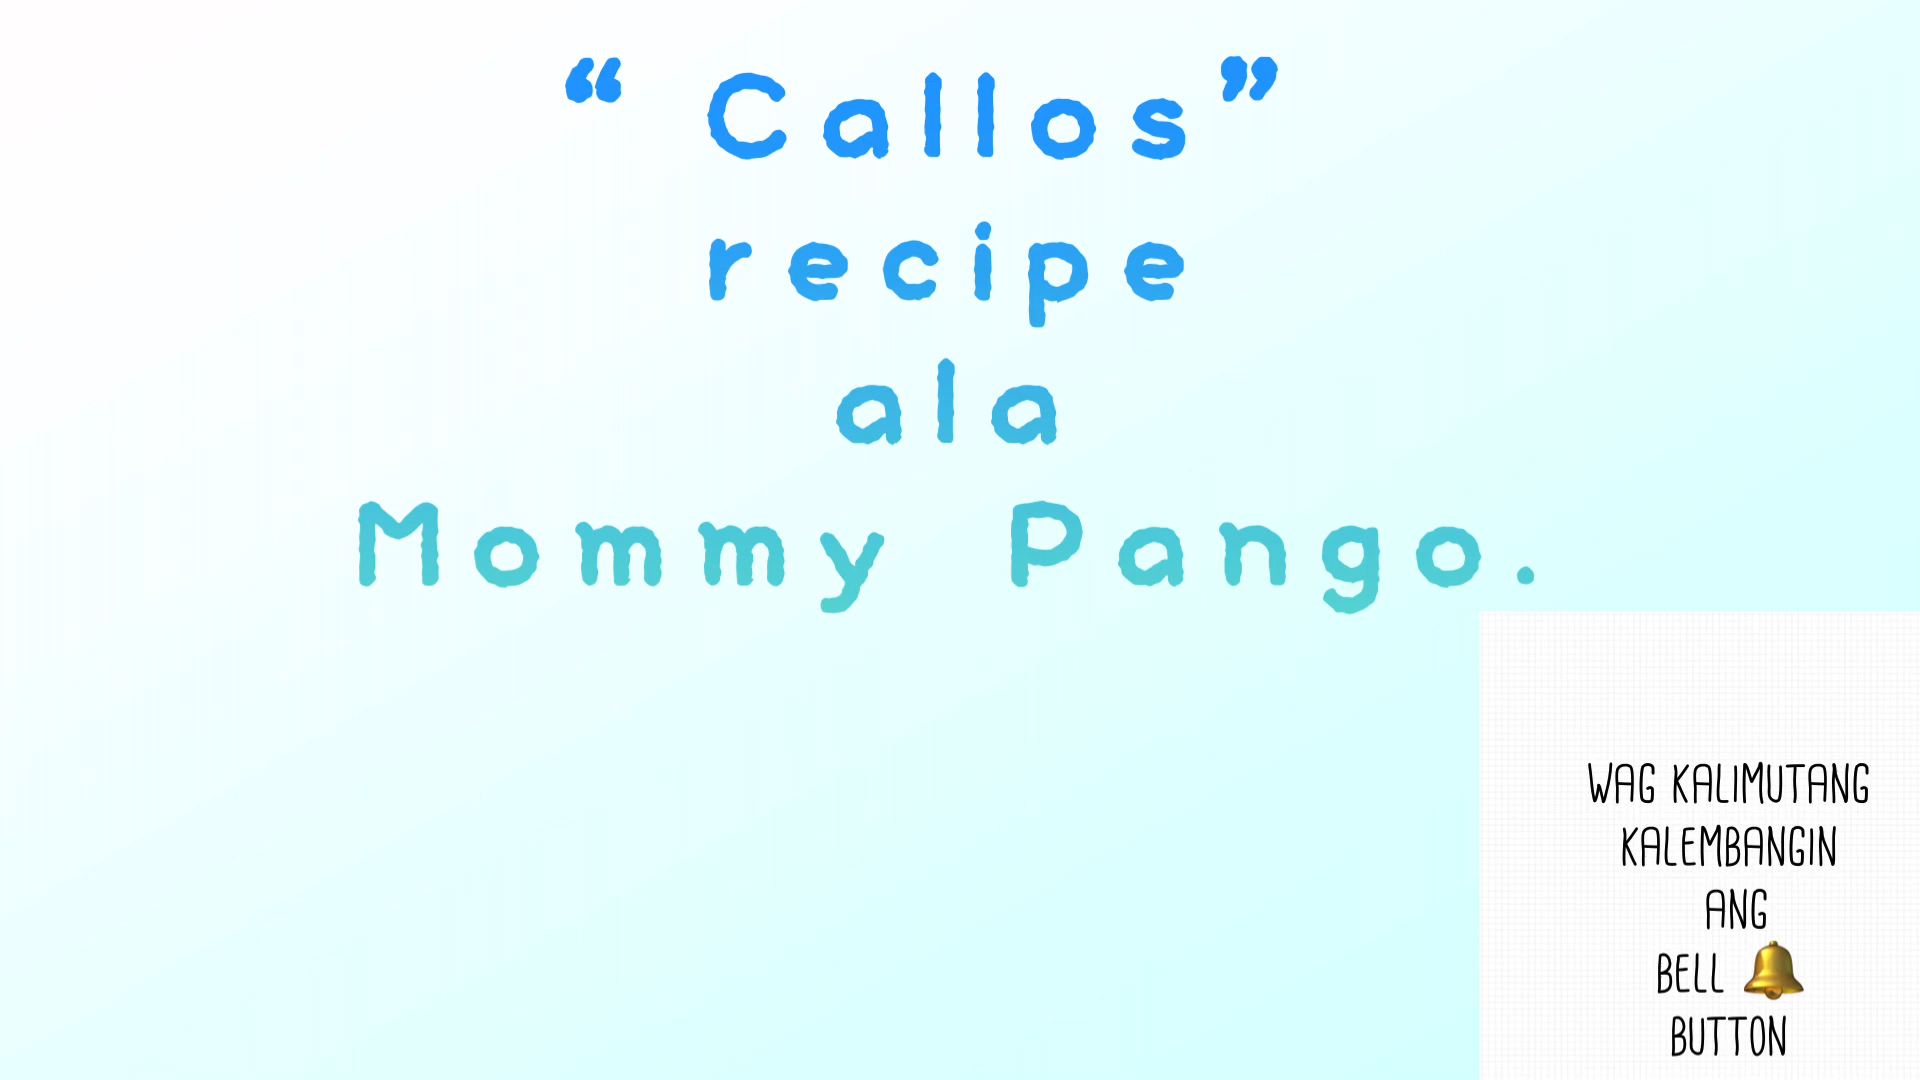 “ Callos”
recipe
ala
Mommy Pango.
WAG KALIMUTANG
KALEMBANGIN
ANG
BELL 🔔
BUTTON